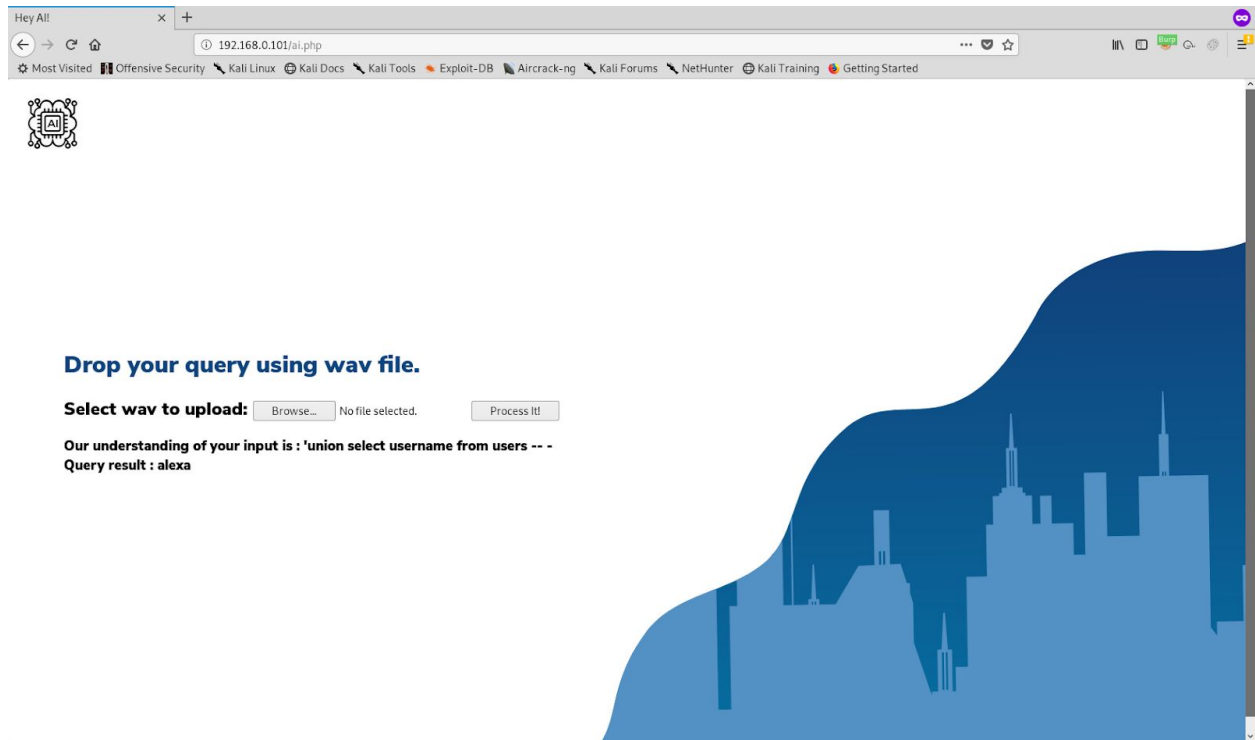 Hey AI!
192.168.0.101/ai.php
Burp
1
Most Visited Offensive Security Kali Linux Kali Docs Kali Tools Exploit-DB Aircrack-ng Kali Forums NetHunter Kali Training Getting Started
AI
Drop your query using wav file.
Select wav to upload: Browse... No file selected. Process It!
Our understanding of your input is : 'union select username from users -- -
Query result : alexa